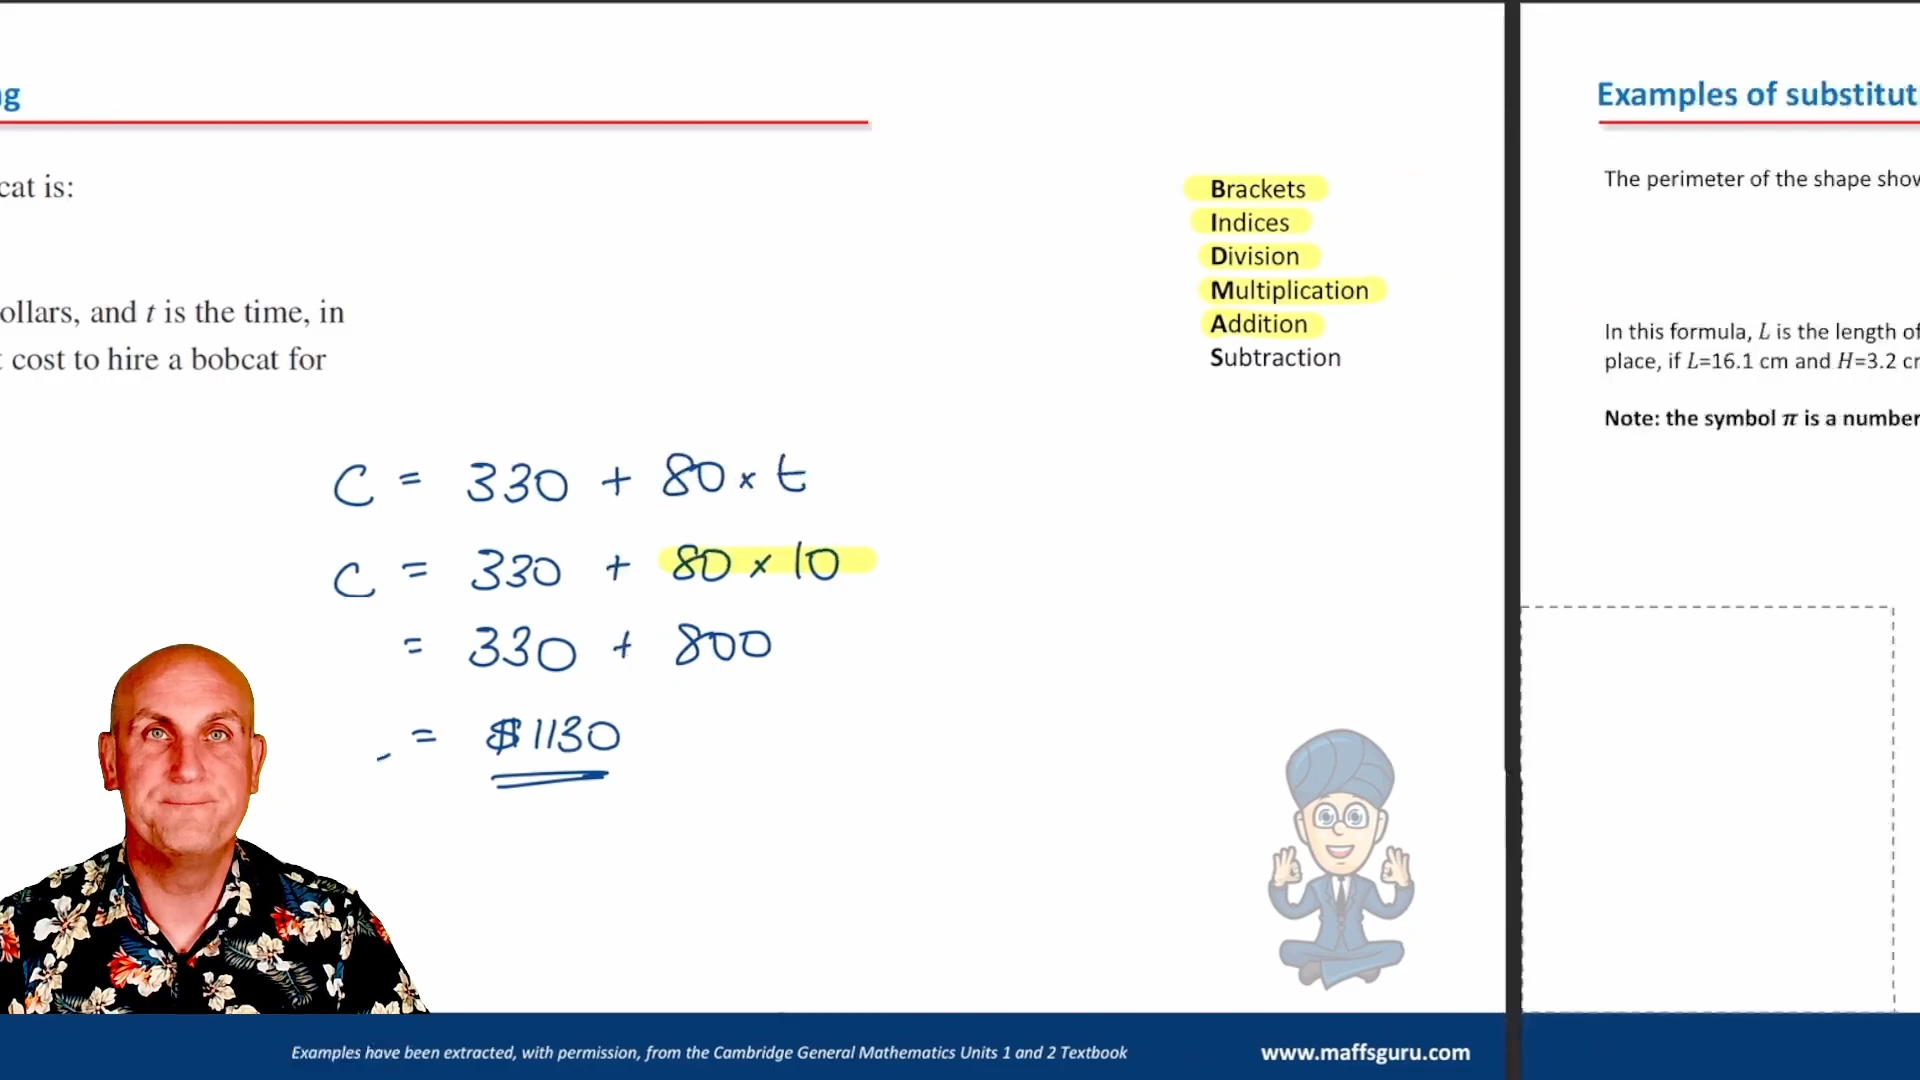 cat is:
ollars, and t is the time, in
cost to hire a bobcat for
Brackets
Indices
Division
Multiplication
Addition
Subtraction
C = 330 + 80 × t
C = 330 + 80 × 10
= 330 + 800
= $1130
Examples have been extracted, with permission, from the Cambridge General Mathematics Units 1 and 2 Textbook
www.maffsguru.com
Examples of substitut
The perimeter of the shape show
In this formula, L is the length of
place, if L=16.1 cm and H=3.2 cm
Note: the symbol π is a number